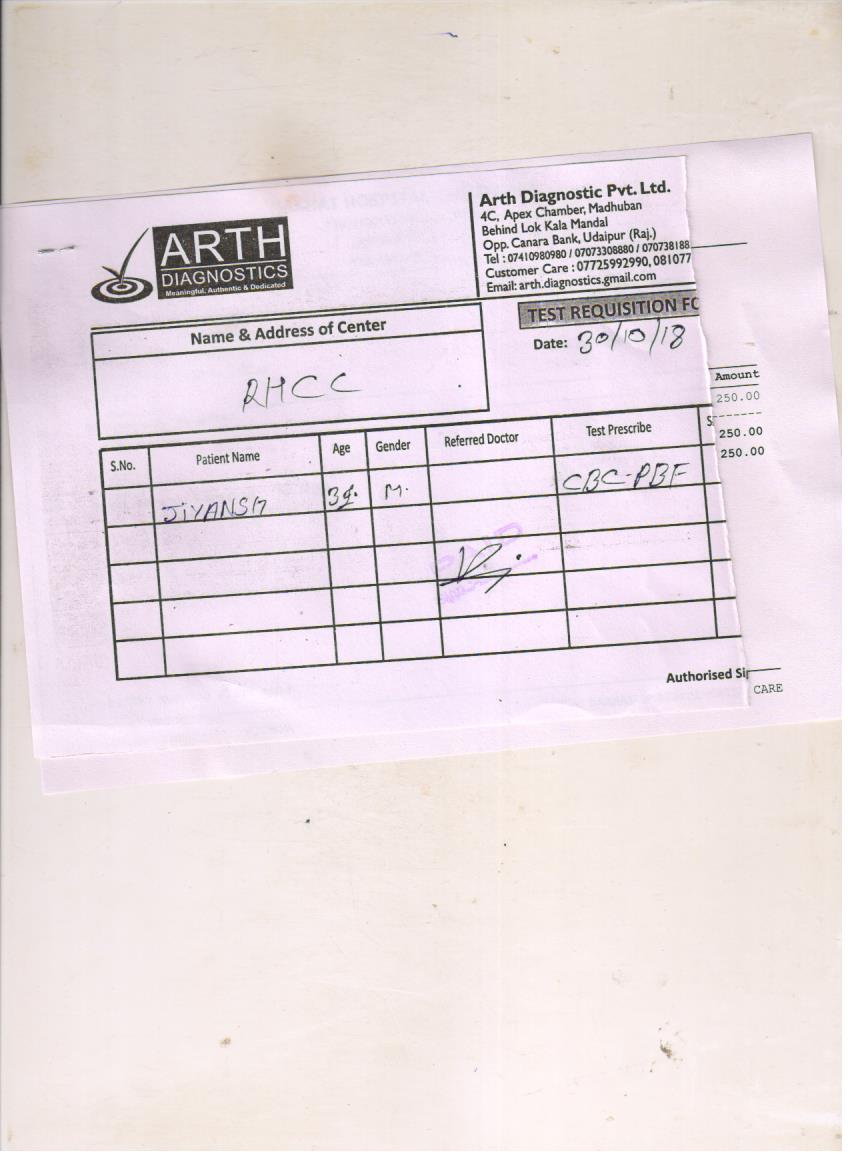 ARTH
DIAGNOSTICS
Meaningful, Authentic & Dedicated
Arth Diagnostic Pvt. Ltd.
4C, Apex Chamber, Madhuban
Behind Lok Kala Mandal
Opp. Canara Bank, Udaipur (Raj.)
Tel : 07410980980 / 07073308880 / 070738188
Customer Care : 07725992990, 081077
Email: arth.diagnostics.gmail.com
TEST REQUISITION FO
Name & Address of Center
Date: 30/10/18
RHCC
Amount
250.00
250.00
250.00
S.No. Patient Name Age Gender Referred Doctor Test Prescribe S
JIYANSH M. CBC-PBF
Authorised Si
CARE